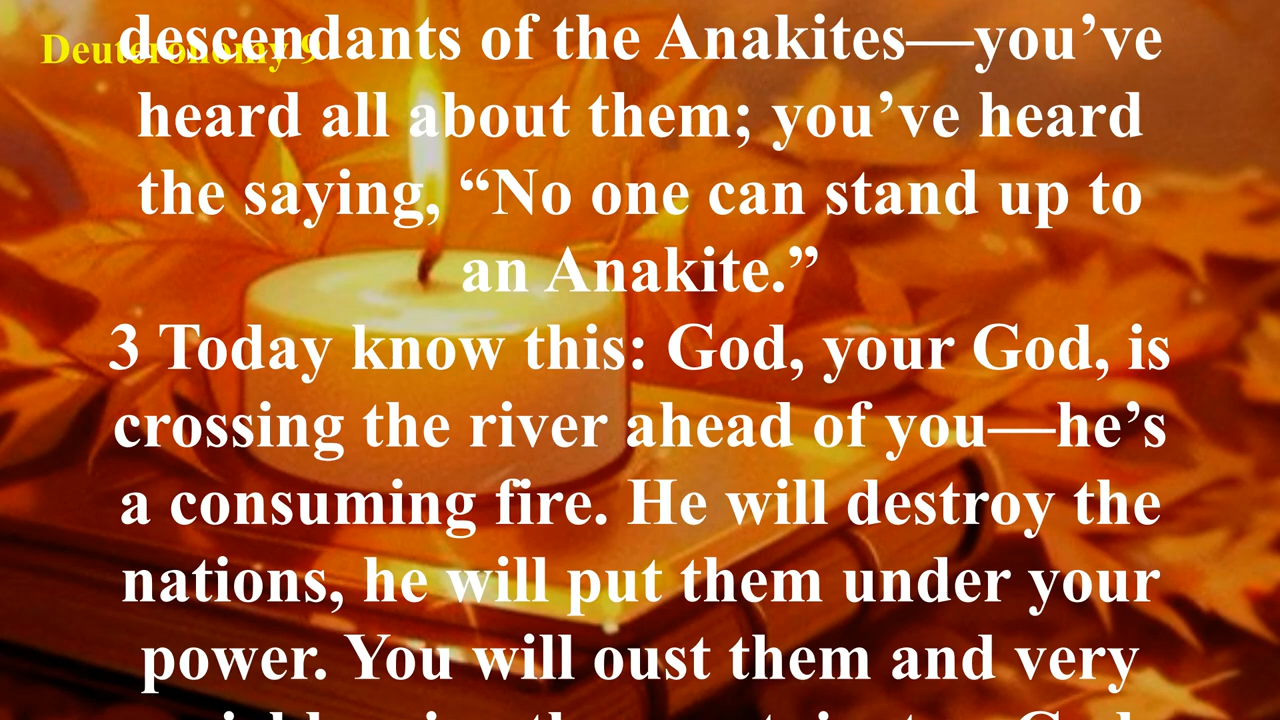 Deuteronomy 9
descendants of the Anakites—you’ve
heard all about them; you’ve heard
the saying, “No one can stand up to
an Anakite.”
3 Today know this: God, your God, is
crossing the river ahead of you—he’s
a consuming fire. He will destroy the
nations, he will put them under your
power. You will oust them and very